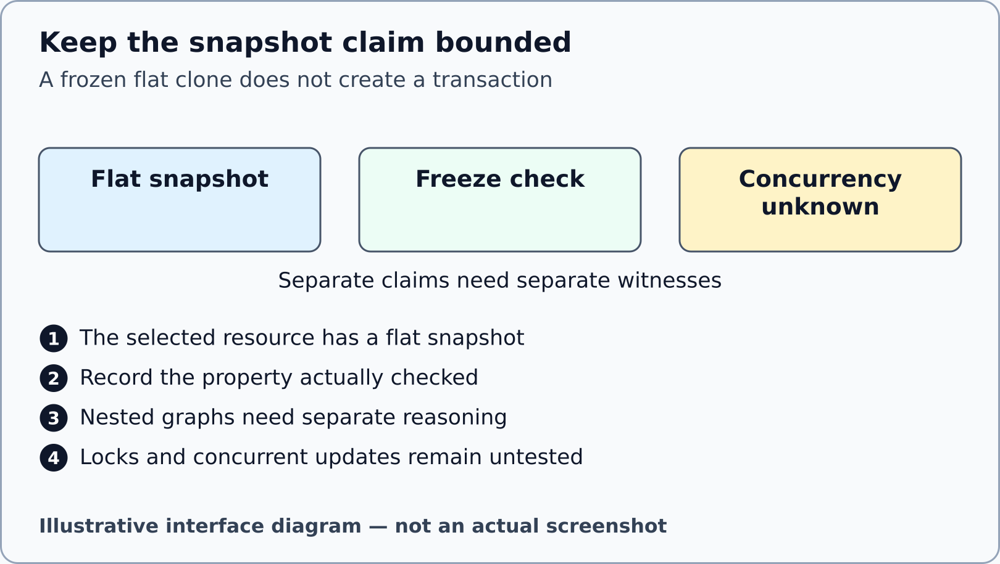 Keep the snapshot claim bounded
A frozen flat clone does not create a transaction
Flat snapshot
Freeze check
Concurrency
unknown
Separate claims need separate witnesses
1 The selected resource has a flat snapshot
2 Record the property actually checked
3 Nested graphs need separate reasoning
4 Locks and concurrent updates remain untested
Illustrative interface diagram — not an actual screenshot